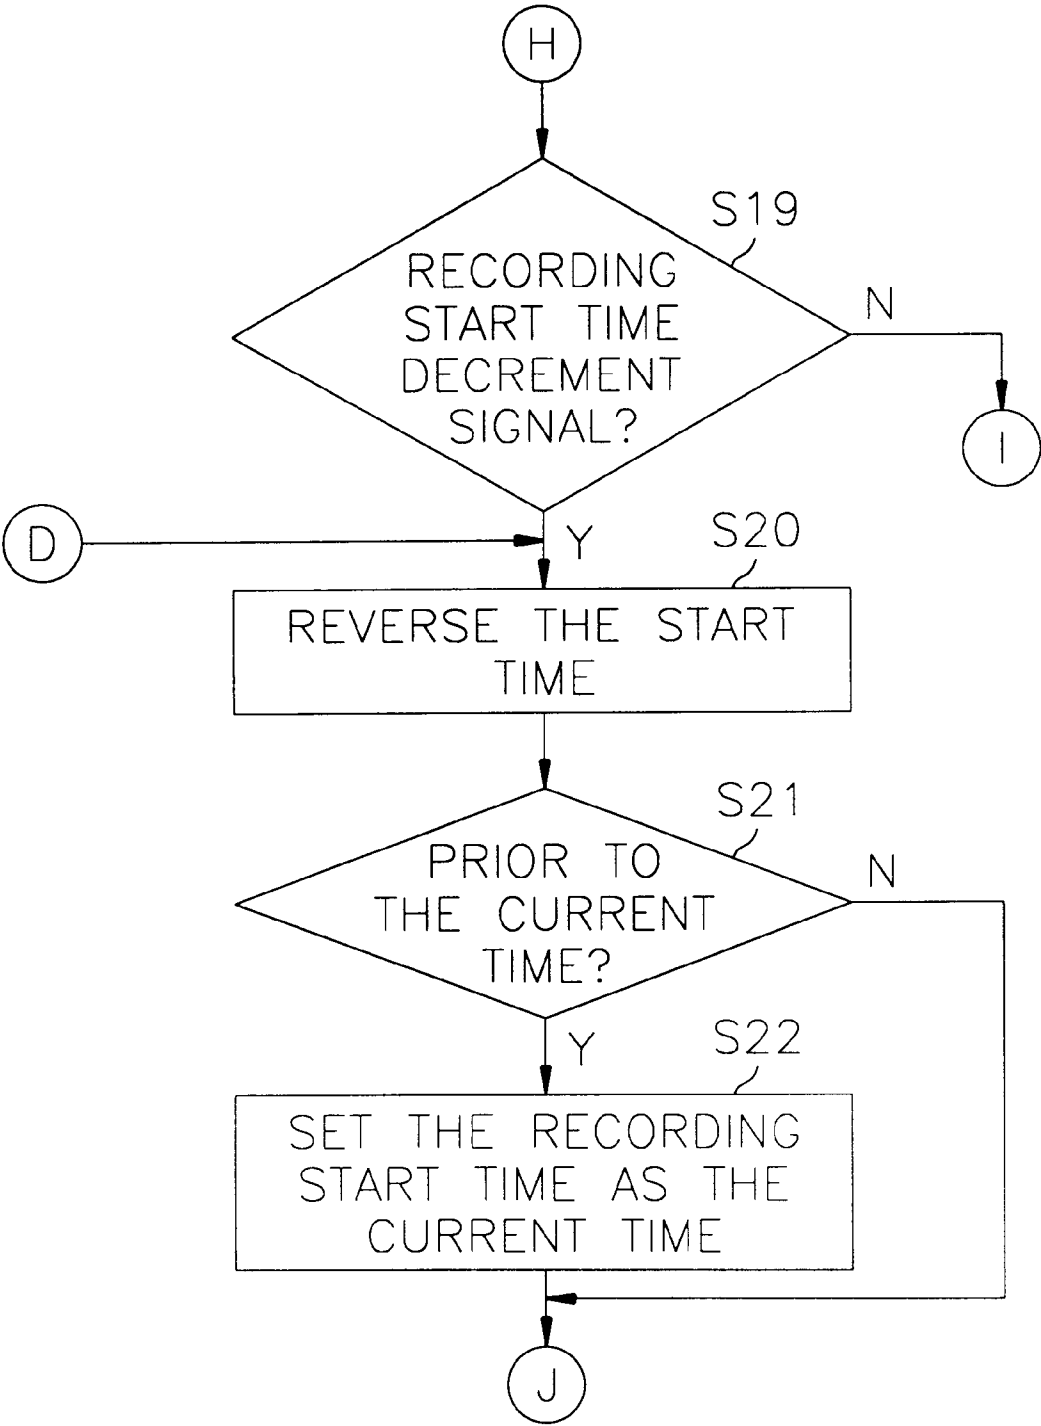 H
S19
RECORDING
START TIME
DECREMENT
SIGNAL?
N
I
D
Y
S20
REVERSE THE START
TIME
S21
PRIOR TO
THE CURRENT
TIME?
N
Y
S22
SET THE RECORDING
START TIME AS THE
CURRENT TIME
J